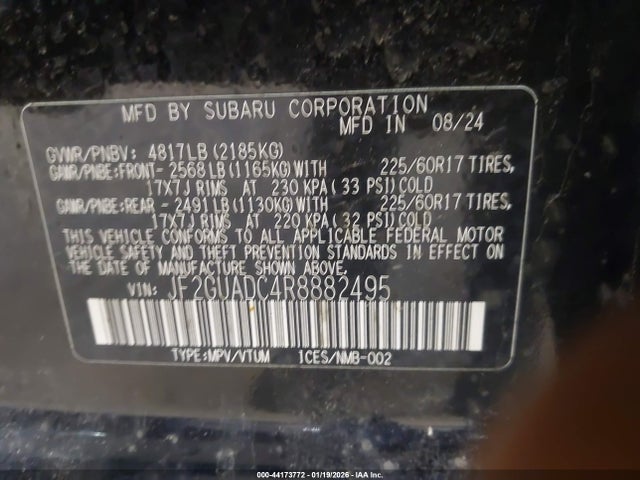 MFD BY SUBARU CORPORATION
MFD IN 08/24
GVWR/PNBV: 4817LB (2185KG)
GAWR/PNBE:FRONT- 2568LB (1165KG)WITH 225/60R17 TIRES,
17X7J RIMS AT 230 KPA( 33 PSI)COLD
GAWR/PNBE:REAR - 2491LB (1130KG)WITH 225/60R17 TIRES,
17X7J RIMS AT 220 KPA( 32 PSI)COLD
THIS VEHICLE CONFORMS TO ALL APPLICABLE FEDERAL MOTOR
VEHICLE SAFETY AND THEFT PREVENTION STANDARDS IN EFFECT
ON THE DATE OF MANUFACTURE SHOWN ABOVE.
VIN: JF2GUADC4R8882495
TYPE:MPV/VTUM 1CES/NMB-002
000-44173772 - 01/19/2026 - IAA Inc.